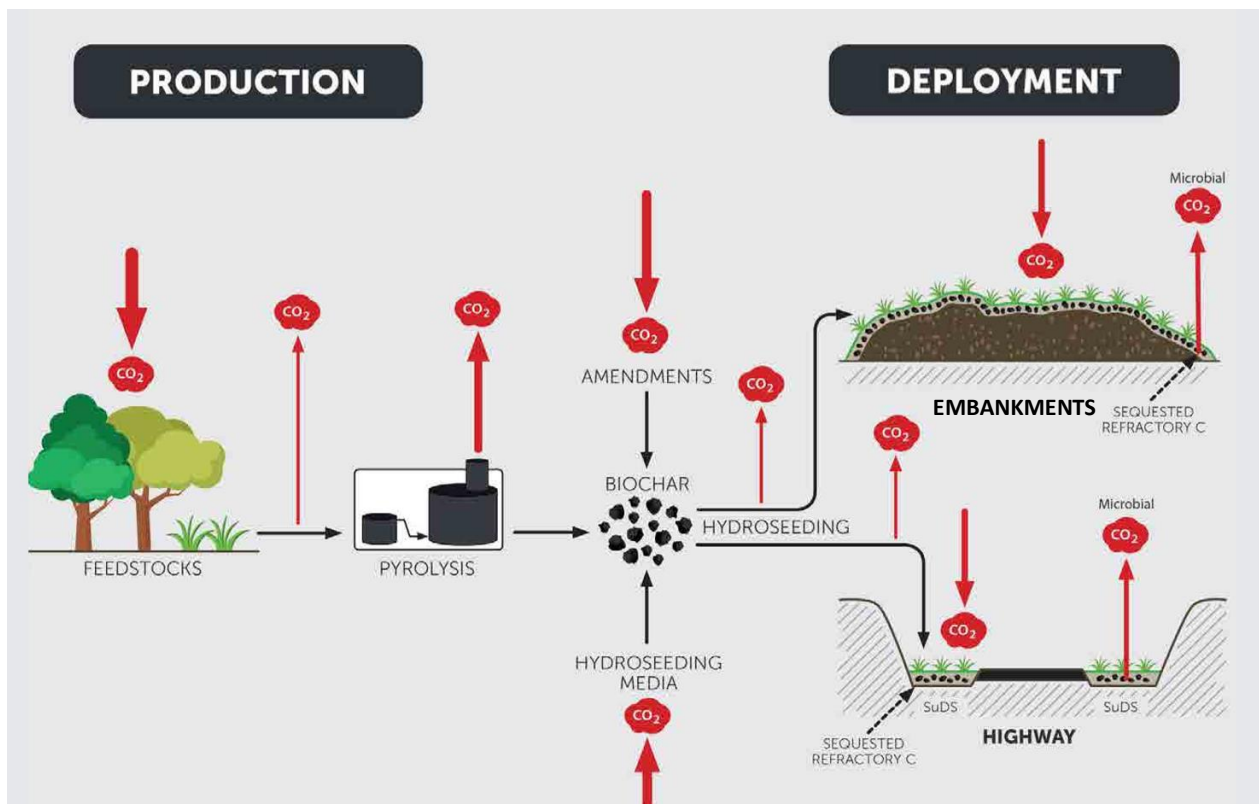 PRODUCTION
DEPLOYMENT
Microbial
CO₂
CO₂
CO₂
CO₂
CO₂
CO₂
AMENDMENTS
CO₂
EMBANKMENTS
SEQUESTED
REFRACTORY C
CO₂
BIOCHAR
HYDROSEEDING
Microbial
CO₂
FEEDSTOCKS
PYROLYSIS
CO₂
HYDROSEEDING
MEDIA
CO₂
SuDS
SuDS
HIGHWAY
SEQUESTED
REFRACTORY C